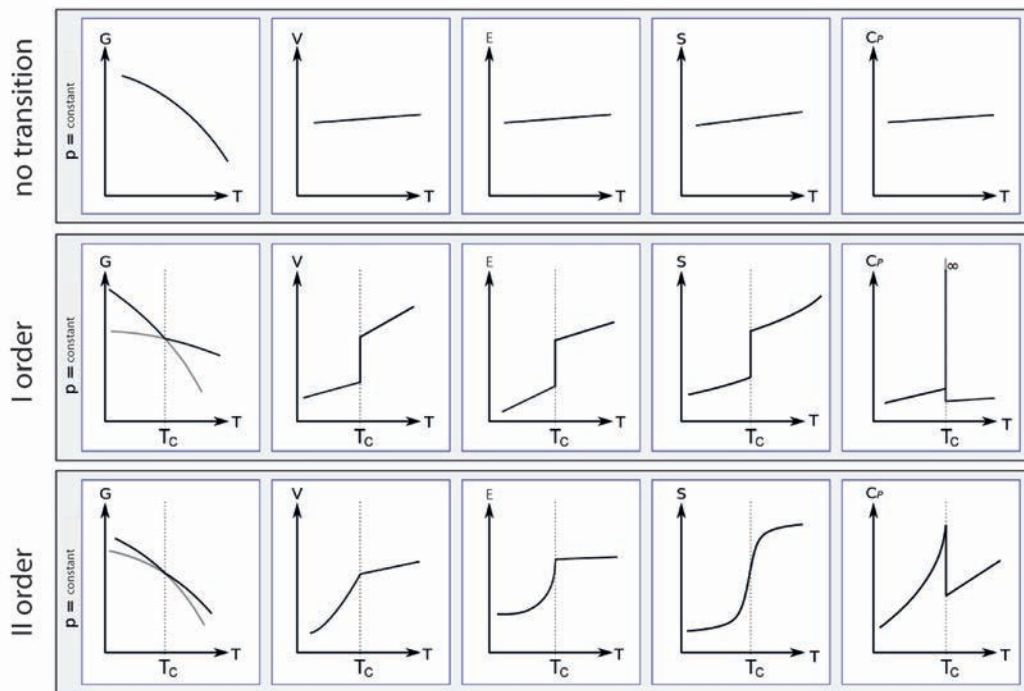 no transition
p = constant
G
T
V
T
E
T
S
T
CP
T
I order
p = constant
G
TC
T
V
TC
T
E
TC
T
S
TC
T
CP
∞
TC
T
II order
p = constant
G
TC
T
V
TC
T
E
TC
T
S
TC
T
CP
TC
T